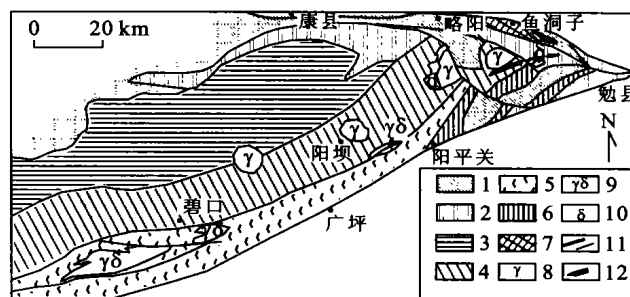 0 20 km
康县
略阳
鱼洞子
γ
γ
δ
勉县
N
γ
阳坝
γδ
γ
阳平关
碧口
广坪
γδ
1
5
γδ 9
2
6
δ 10
3
7
11
4
γ 8
12